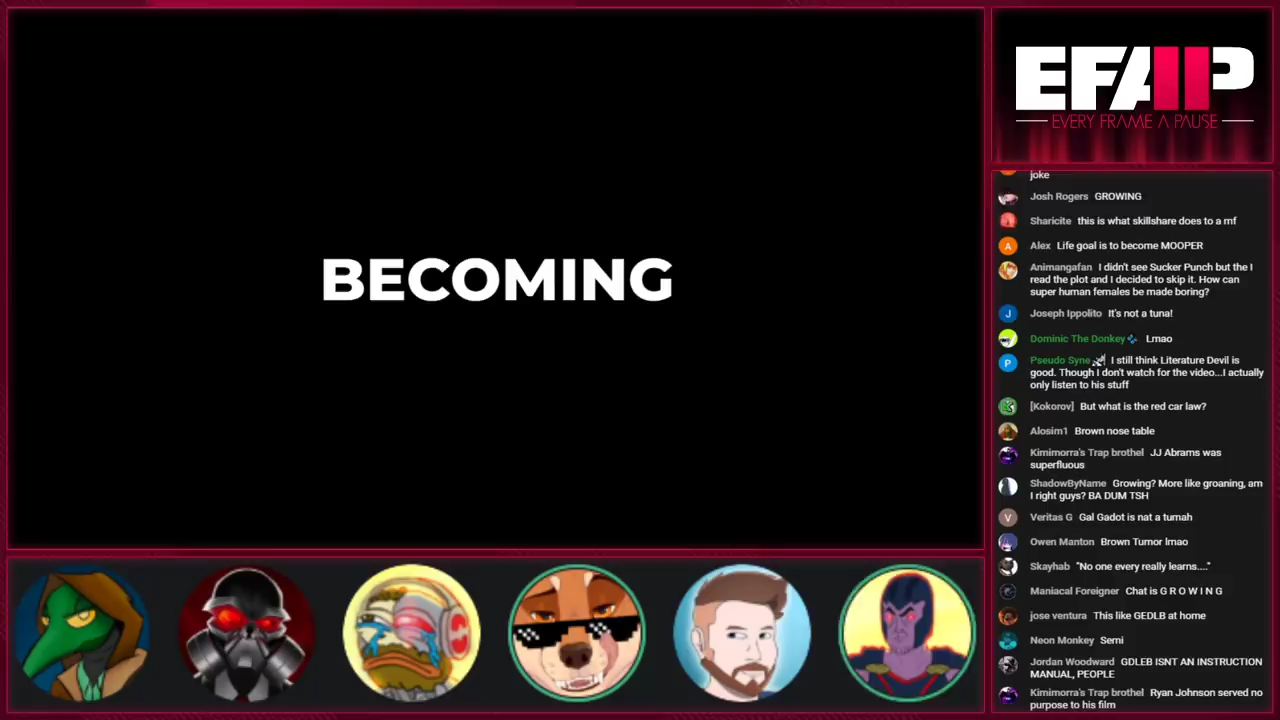 BECOMING
EFAP
EVERY FRAME A PAUSE
joke
Josh Rogers GROWING
Sharicite this is what skillshare does to a mf
A Alex Life goal is to become MOOPER
Animangafan I didn't see Sucker Punch but the I
read the plot and I decided to skip it. How can
super human females be made boring?
J Joseph Ippolito It's not a tuna!
Dominic The Donkey Lmao
P Pseudo Syne I still think Literature Devil is
good. Though I don't watch for the video...I actually
only listen to his stuff
[Kokorov] But what is the red car law?
Alosim1 Brown nose table
Kimimorra's Trap brothel JJ Abrams was
superfluous
ShadowByName Growing? More like groaning, am
I right guys? BA DUM TSH
V Veritas G Gal Gadot is nat a tumah
Owen Manton Brown Tumor lmao
Skayhab "No one every really learns...."
Maniacal Foreigner Chat is G R O W I N G
jose ventura This like GEDLB at home
Neon Monkey Semi
Jordan Woodward GDLEB ISNT AN INSTRUCTION
MANUAL, PEOPLE
Kimimorra's Trap brothel Ryan Johnson served no
purpose to his film